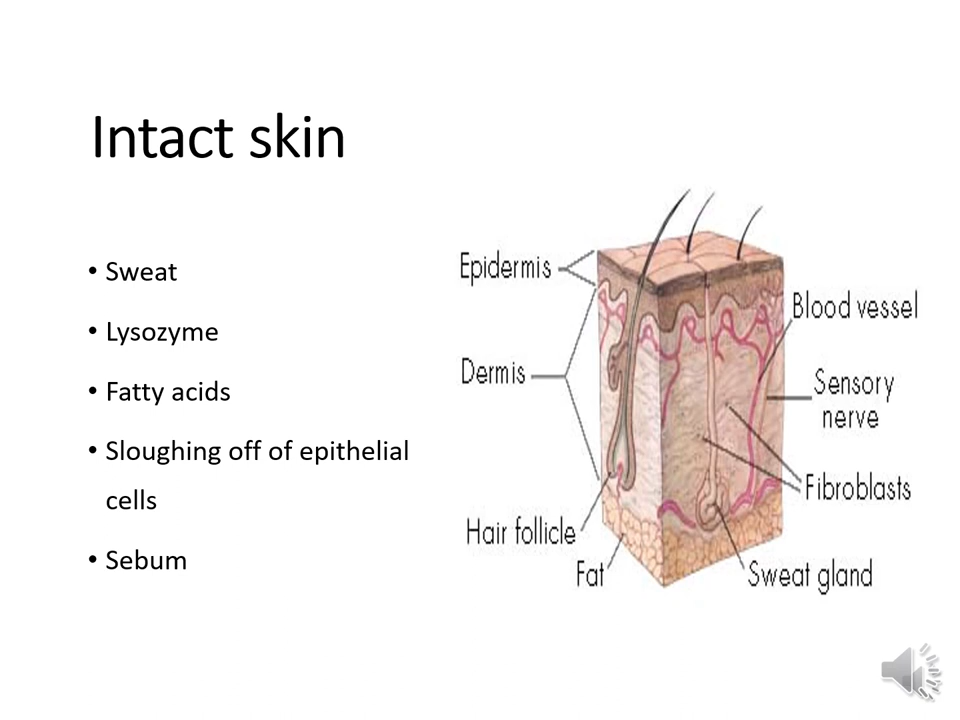 Intact skin
• Sweat
• Lysozyme
• Fatty acids
• Sloughing off of epithelial
cells
• Sebum
Epidermis
Dermis
Hair follicle
Fat
Blood vessel
Sensory
nerve
Fibroblasts
Sweat gland